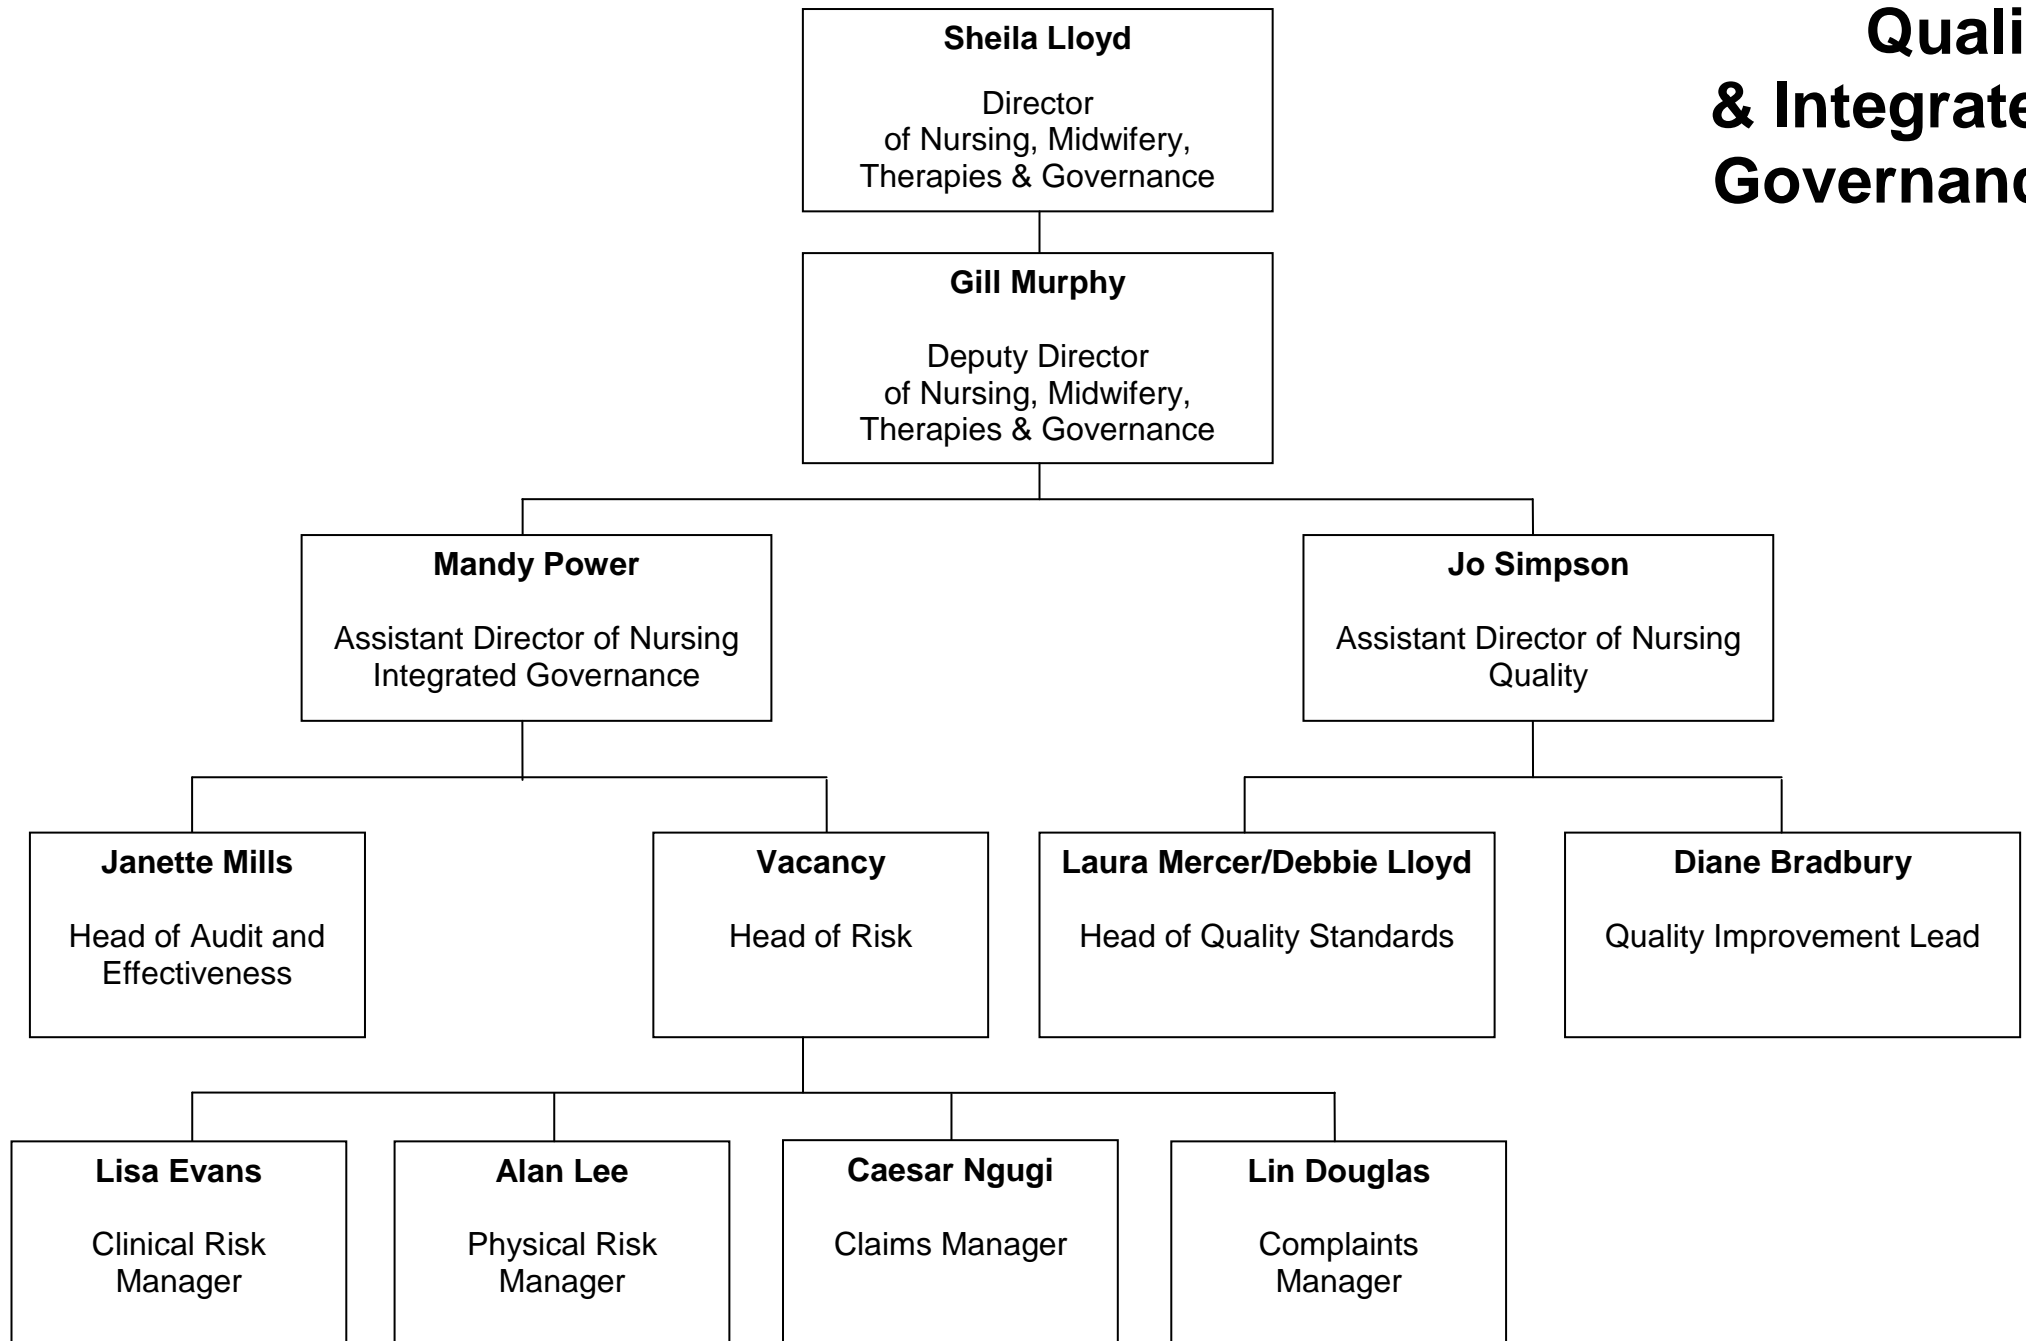 Sheila Lloyd
Director
of Nursing, Midwifery,
Therapies & Governance
Quali
& Integrate
Governanc
Gill Murphy
Deputy Director
of Nursing, Midwifery,
Therapies & Governance
Mandy Power
Assistant Director of Nursing
Integrated Governance
Jo Simpson
Assistant Director of Nursing
Quality
Janette Mills
Head of Audit and
Effectiveness
Vacancy
Head of Risk
Laura Mercer/Debbie Lloyd
Head of Quality Standards
Diane Bradbury
Quality Improvement Lead
Lisa Evans
Clinical Risk
Manager
Alan Lee
Physical Risk
Manager
Caesar Ngugi
Claims Manager
Lin Douglas
Complaints
Manager